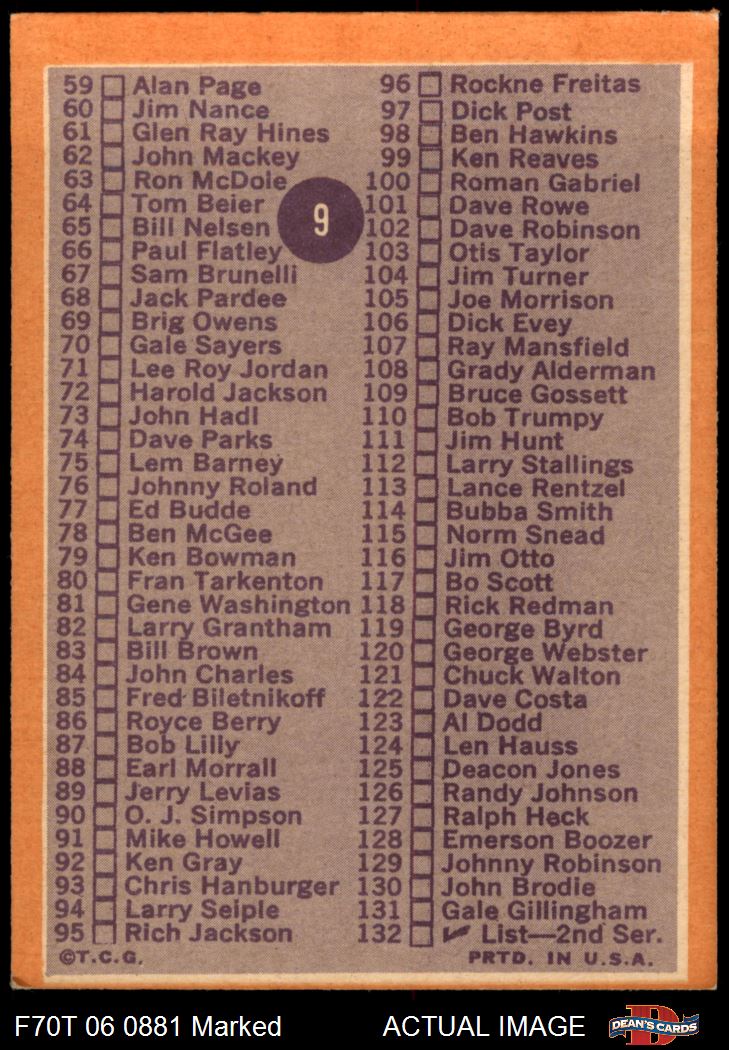 59 Alan Page
60 Jim Nance
61 Glen Ray Hines
62 John Mackey
63 Ron McDole
64 Tom Beier
65 Bill Nelsen
66 Paul Flatley
67 Sam Brunelli
68 Jack Pardee
69 Brig Owens
70 Gale Sayers
71 Lee Roy Jordan
72 Harold Jackson
73 John Hadl
74 Dave Parks
75 Lem Barney
76 Johnny Roland
77 Ed Budde
78 Ben McGee
79 Ken Bowman
80 Fran Tarkenton
81 Gene Washington
82 Larry Grantham
83 Bill Brown
84 John Charles
85 Fred Biletnikoff
86 Royce Berry
87 Bob Lilly
88 Earl Morrall
89 Jerry Levias
90 O. J. Simpson
91 Mike Howell
92 Ken Gray
93 Chris Hanburger
94 Larry Seiple
95 Rich Jackson
©T.C.G.
9
96 Rockne Freitas
97 Dick Post
98 Ben Hawkins
99 Ken Reaves
100 Roman Gabriel
101 Dave Rowe
102 Dave Robinson
103 Otis Taylor
104 Jim Turner
105 Joe Morrison
106 Dick Evey
107 Ray Mansfield
108 Grady Alderman
109 Bruce Gossett
110 Bob Trumpy
111 Jim Hunt
112 Larry Stallings
113 Lance Rentzel
114 Bubba Smith
115 Norm Snead
116 Jim Otto
117 Bo Scott
118 Rick Redman
119 George Byrd
120 George Webster
121 Chuck Walton
122 Dave Costa
123 Al Dodd
124 Len Hauss
125 Deacon Jones
126 Randy Johnson
127 Ralph Heck
128 Emerson Boozer
129 Johnny Robinson
130 John Brodie
131 Gale Gillingham
132 ✔ List—2nd Ser.
PRTD. IN U.S.A.
F70T 06 0881 Marked
ACTUAL IMAGE
D
DEAN'S CARDS